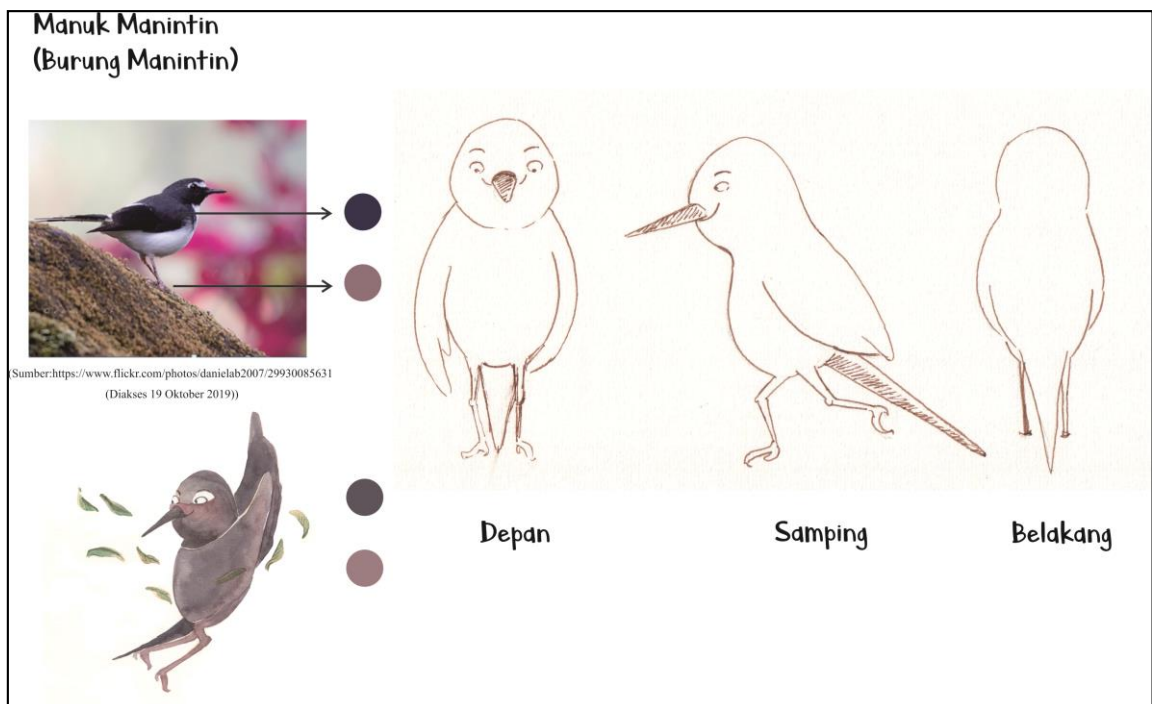 Manuk Manintin
(Burung Manintin)
(Sumber:https://www.flickr.com/photos/danielab2007/29930085631
(Diakses 19 Oktober 2019))
Depan
Samping
Belakang